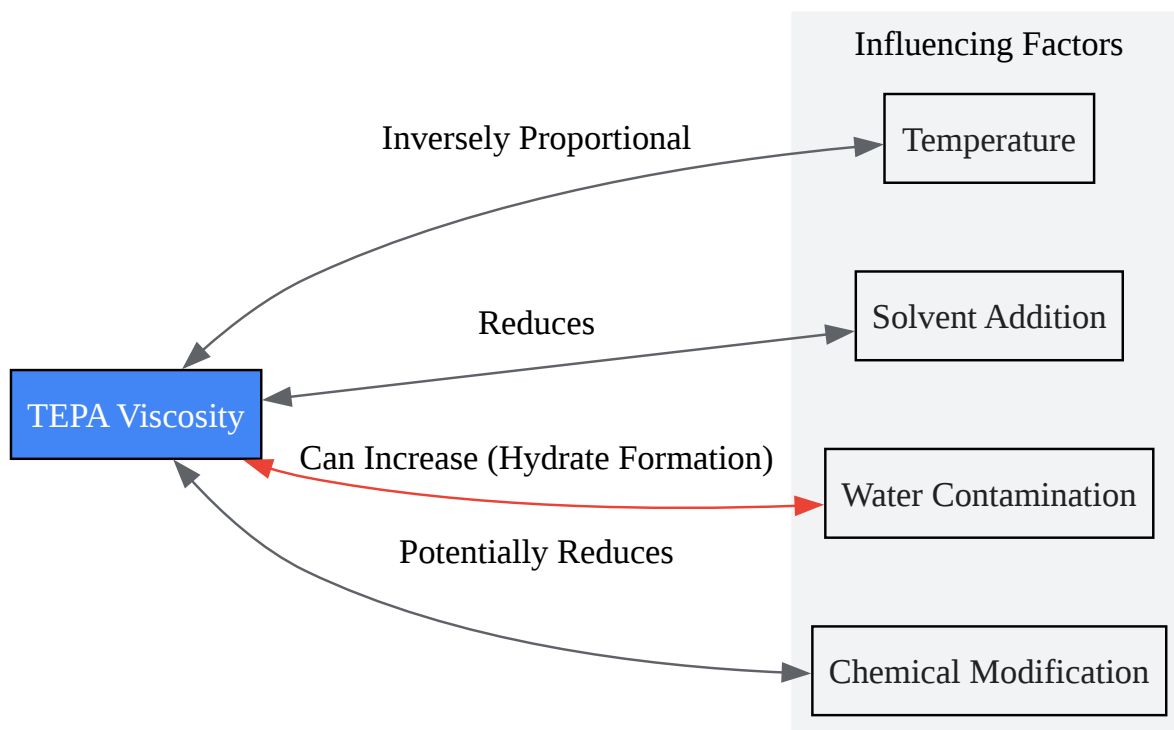 Influencing Factors
Inversely Proportional
Temperature
Reduces
Solvent Addition
TEPA Viscosity
Can Increase (Hydrate Formation)
Water Contamination
Potentially Reduces
Chemical Modification